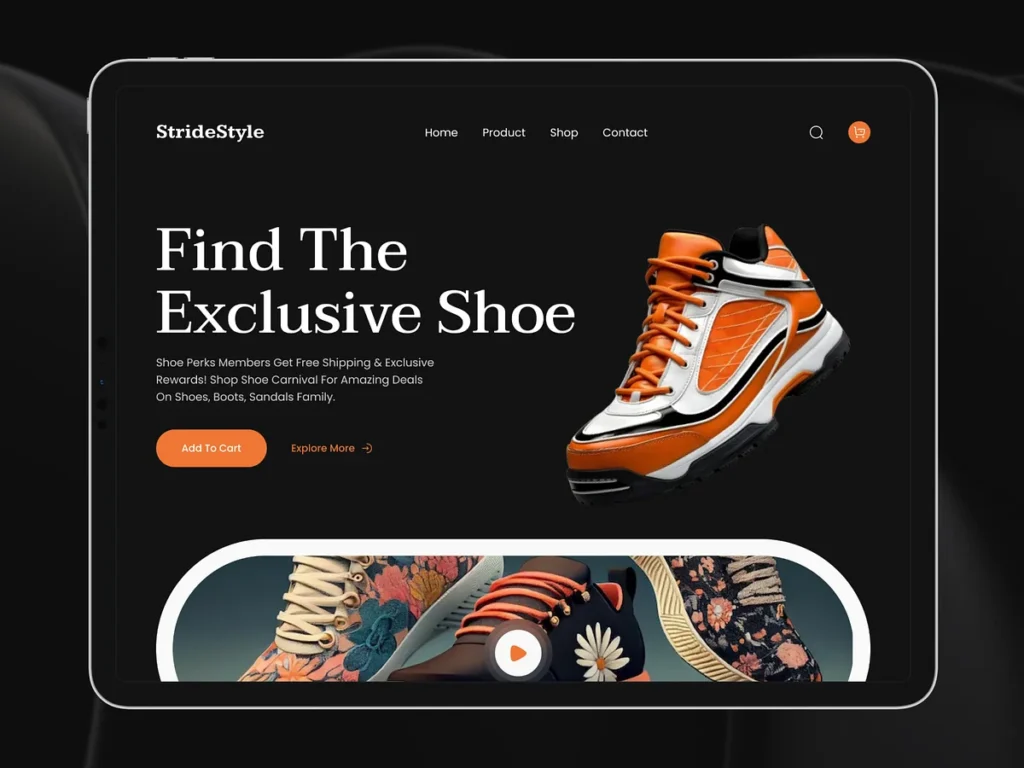 StrideStyle
Home Product Shop Contact
Find The
Exclusive Shoe
Shoe Perks Members Get Free Shipping & Exclusive
Rewards! Shop Shoe Carnival For Amazing Deals
On Shoes, Boots, Sandals Family.
Add To Cart Explore More